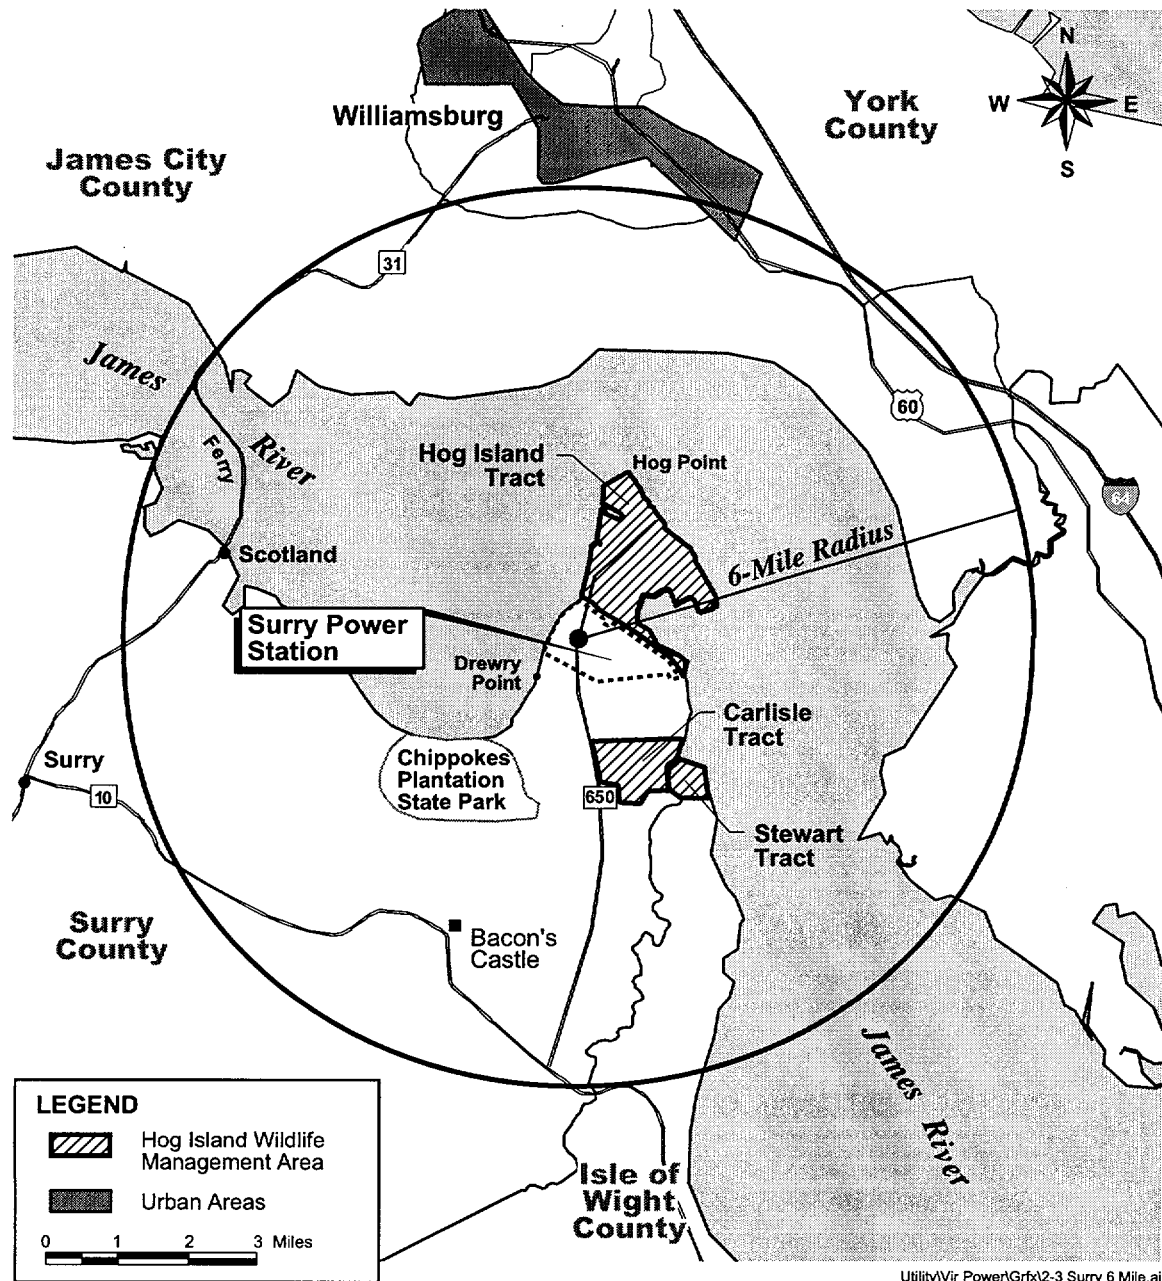 N
W
E
S
York
County
Williamsburg
James City
County
31
James
River
Ferry
60
64
Hog Island
Tract
Hog Point
6-Mile Radius
Scotland
Surry Power
Station
Drewry
Point
Carlisle
Tract
Chippokes
Plantation
State Park
Surry
10
650
Stewart
Tract
Surry
County
Bacon's
Castle
James
River
LEGEND
Hog Island Wildlife
Management Area
Urban Areas
0 1 2 3 Miles
Isle of
Wight
County
Utility\Vir Power\Grfx\2-3 Surry 6 Mile.ai